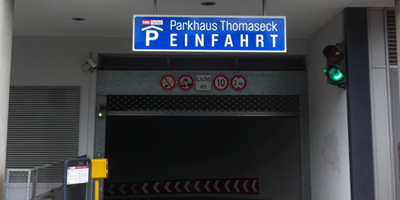 Parkhaus Thomaseck
P EINFAHRT
Licht
an
10